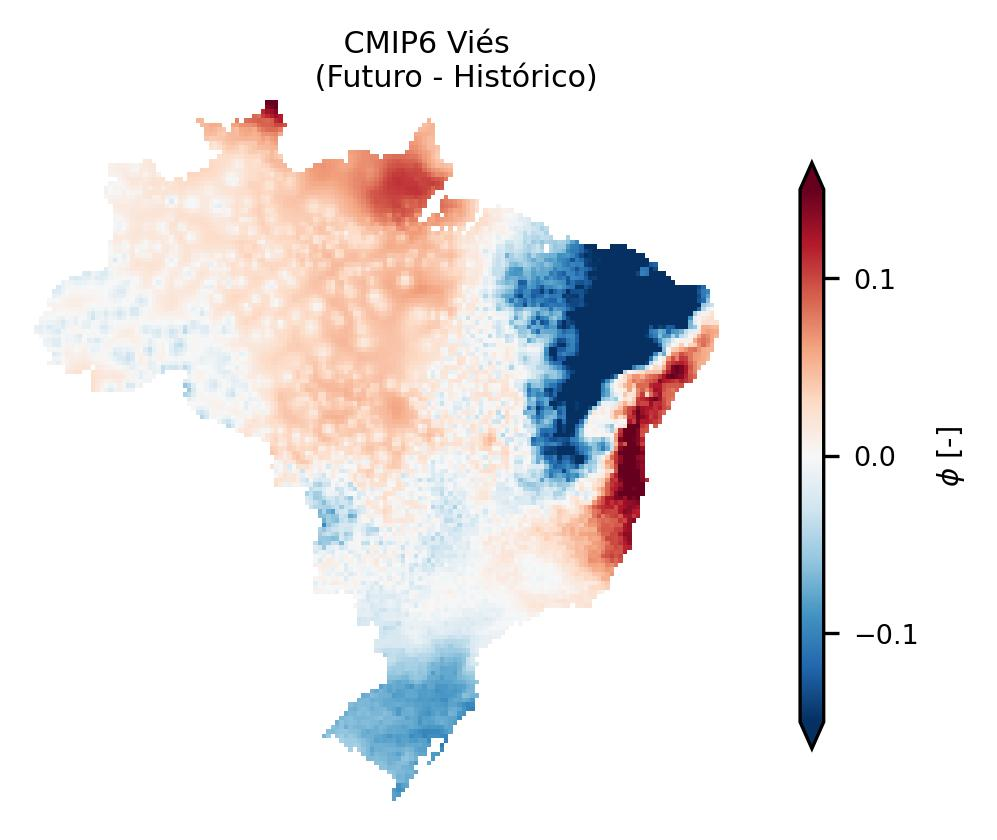 CMIP6 Viés
(Futuro - Histórico)
0.1
0.0
−0.1
ϕ [-]